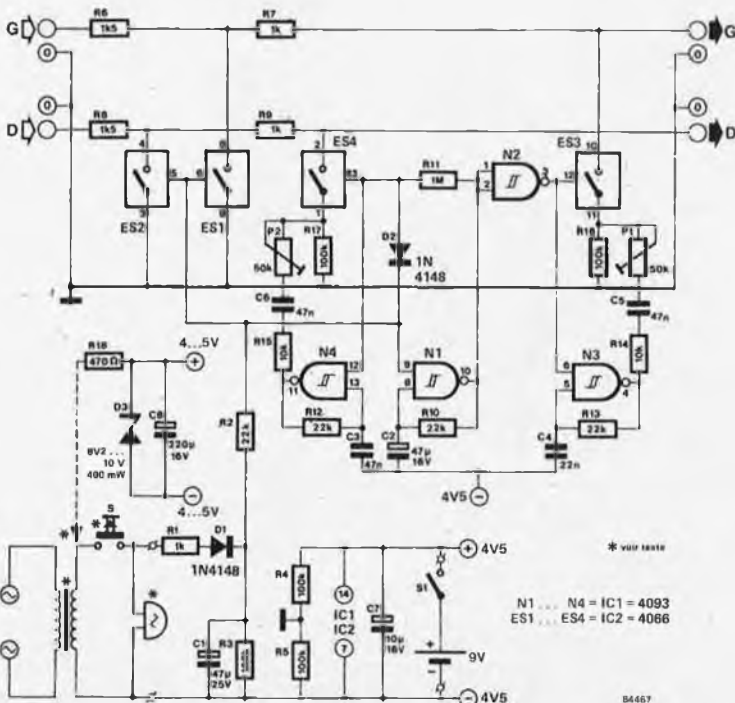 R6
1k5
R7
1k
G
G
0
0
0
0
R8
1k5
R9
1k
D
D
4
5
3
ES2
8
6
9
ES1
2
ES4
13
1
R11
1M
1
2
N2
3
ES3
10
12
11
P2
50k
R17
100k
D2
1N
4148
R16
100k
P1
50k
C6
47n
C5
47n
R15
10k
N4
11
12
13
R12
22k
N1
9
8
10
R10
22k
N3
6
5
4
R14
10k
R13
22k
C3
47n
C2
47µ
16V
C4
22n
4V5
R18
470Ω
4...5V
D3
8V2 ...
10 V
400 mW
C8
220µ
16V
4...5V
R2
22k
* S
*
*
*
R1
1k
D1
1N4148
C1
47µ
25V
R3
R4
100k
R5
100k
14
IC1
IC2
7
C7
10µ
16V
S1
+ 4V5
9V
4V5
* voir texte
N1 ... N4 = IC1 = 4093
ES1 ... ES4 = IC2 = 4066
84467